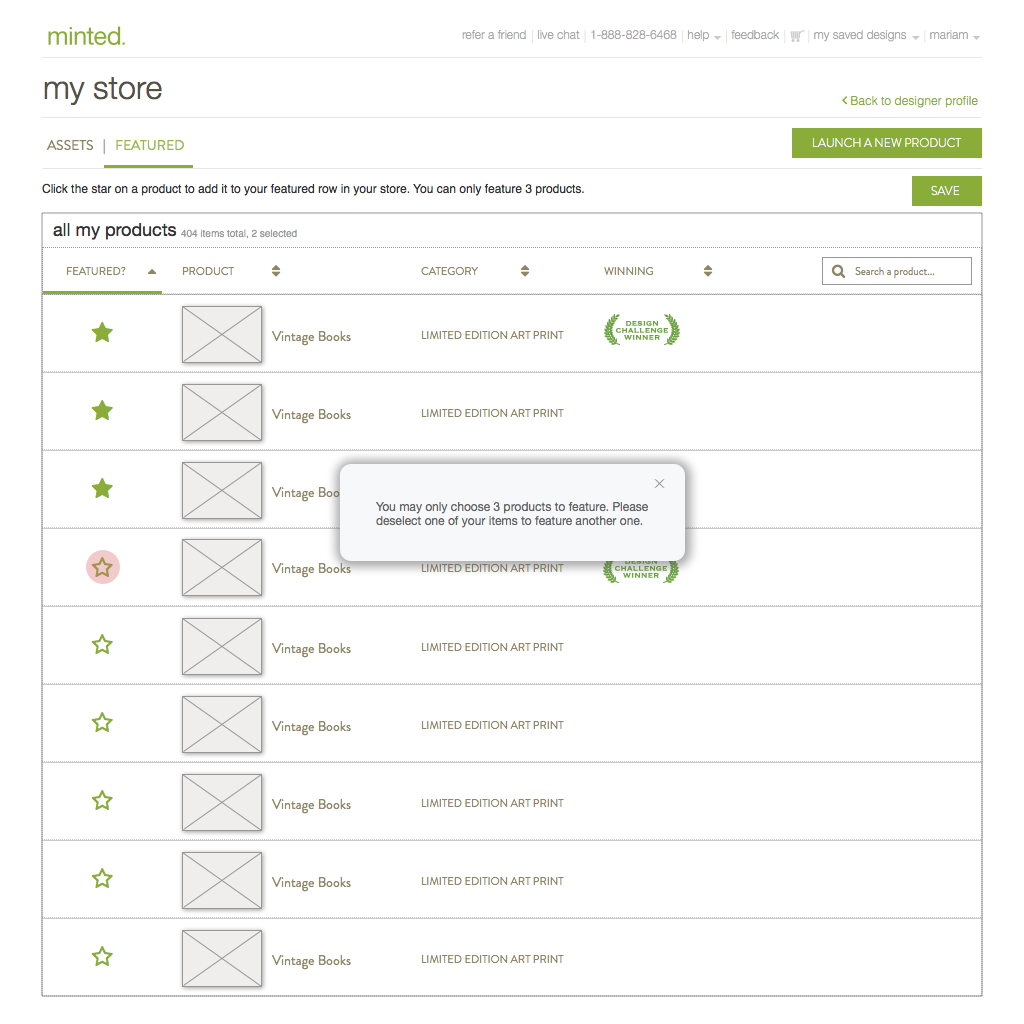 minted.
refer a friend | live chat | 1-888-828-6468 | help | feedback | my saved designs | mariam
my store
Back to designer profile
ASSETS | FEATURED
LAUNCH A NEW PRODUCT
Click the star on a product to add it to your featured row in your store. You can only feature 3 products.
SAVE
all my products 404 items total, 2 selected
FEATURED? PRODUCT CATEGORY WINNING Search a product...
Vintage Books LIMITED EDITION ART PRINT
DESIGN
CHALLENGE
WINNER
Vintage Books LIMITED EDITION ART PRINT
Vintage Boo
You may only choose 3 products to feature. Please
deselect one of your items to feature another one.
Vintage Books LIMITED EDITION ART PRINT
DESIGN
CHALLENGE
WINNER
Vintage Books LIMITED EDITION ART PRINT
Vintage Books LIMITED EDITION ART PRINT
Vintage Books LIMITED EDITION ART PRINT
Vintage Books LIMITED EDITION ART PRINT
Vintage Books LIMITED EDITION ART PRINT